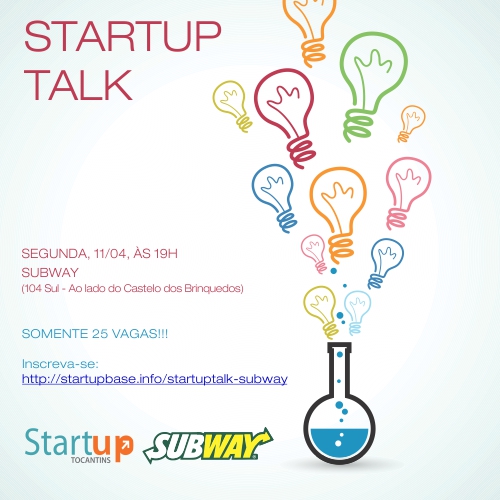 STARTUP
TALK
SEGUNDA, 11/04, ÀS 19H
SUBWAY
(104 Sul - Ao lado do Castelo dos Brinquedos)
SOMENTE 25 VAGAS!!!
Inscreva-se:
http://startupbase.info/startuptalk-subway
Startup
TOCANTINS
SUBWAY